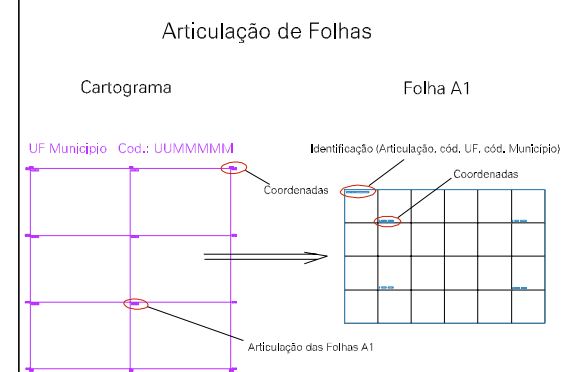 Articulação de Folhas
Cartograma
Folha A1
UF Município Cod.: UUMMMMM
Identificação (Articulação, cód. UF, cód. Município)
Coordenadas
Coordenadas
Articulação das Folhas A1